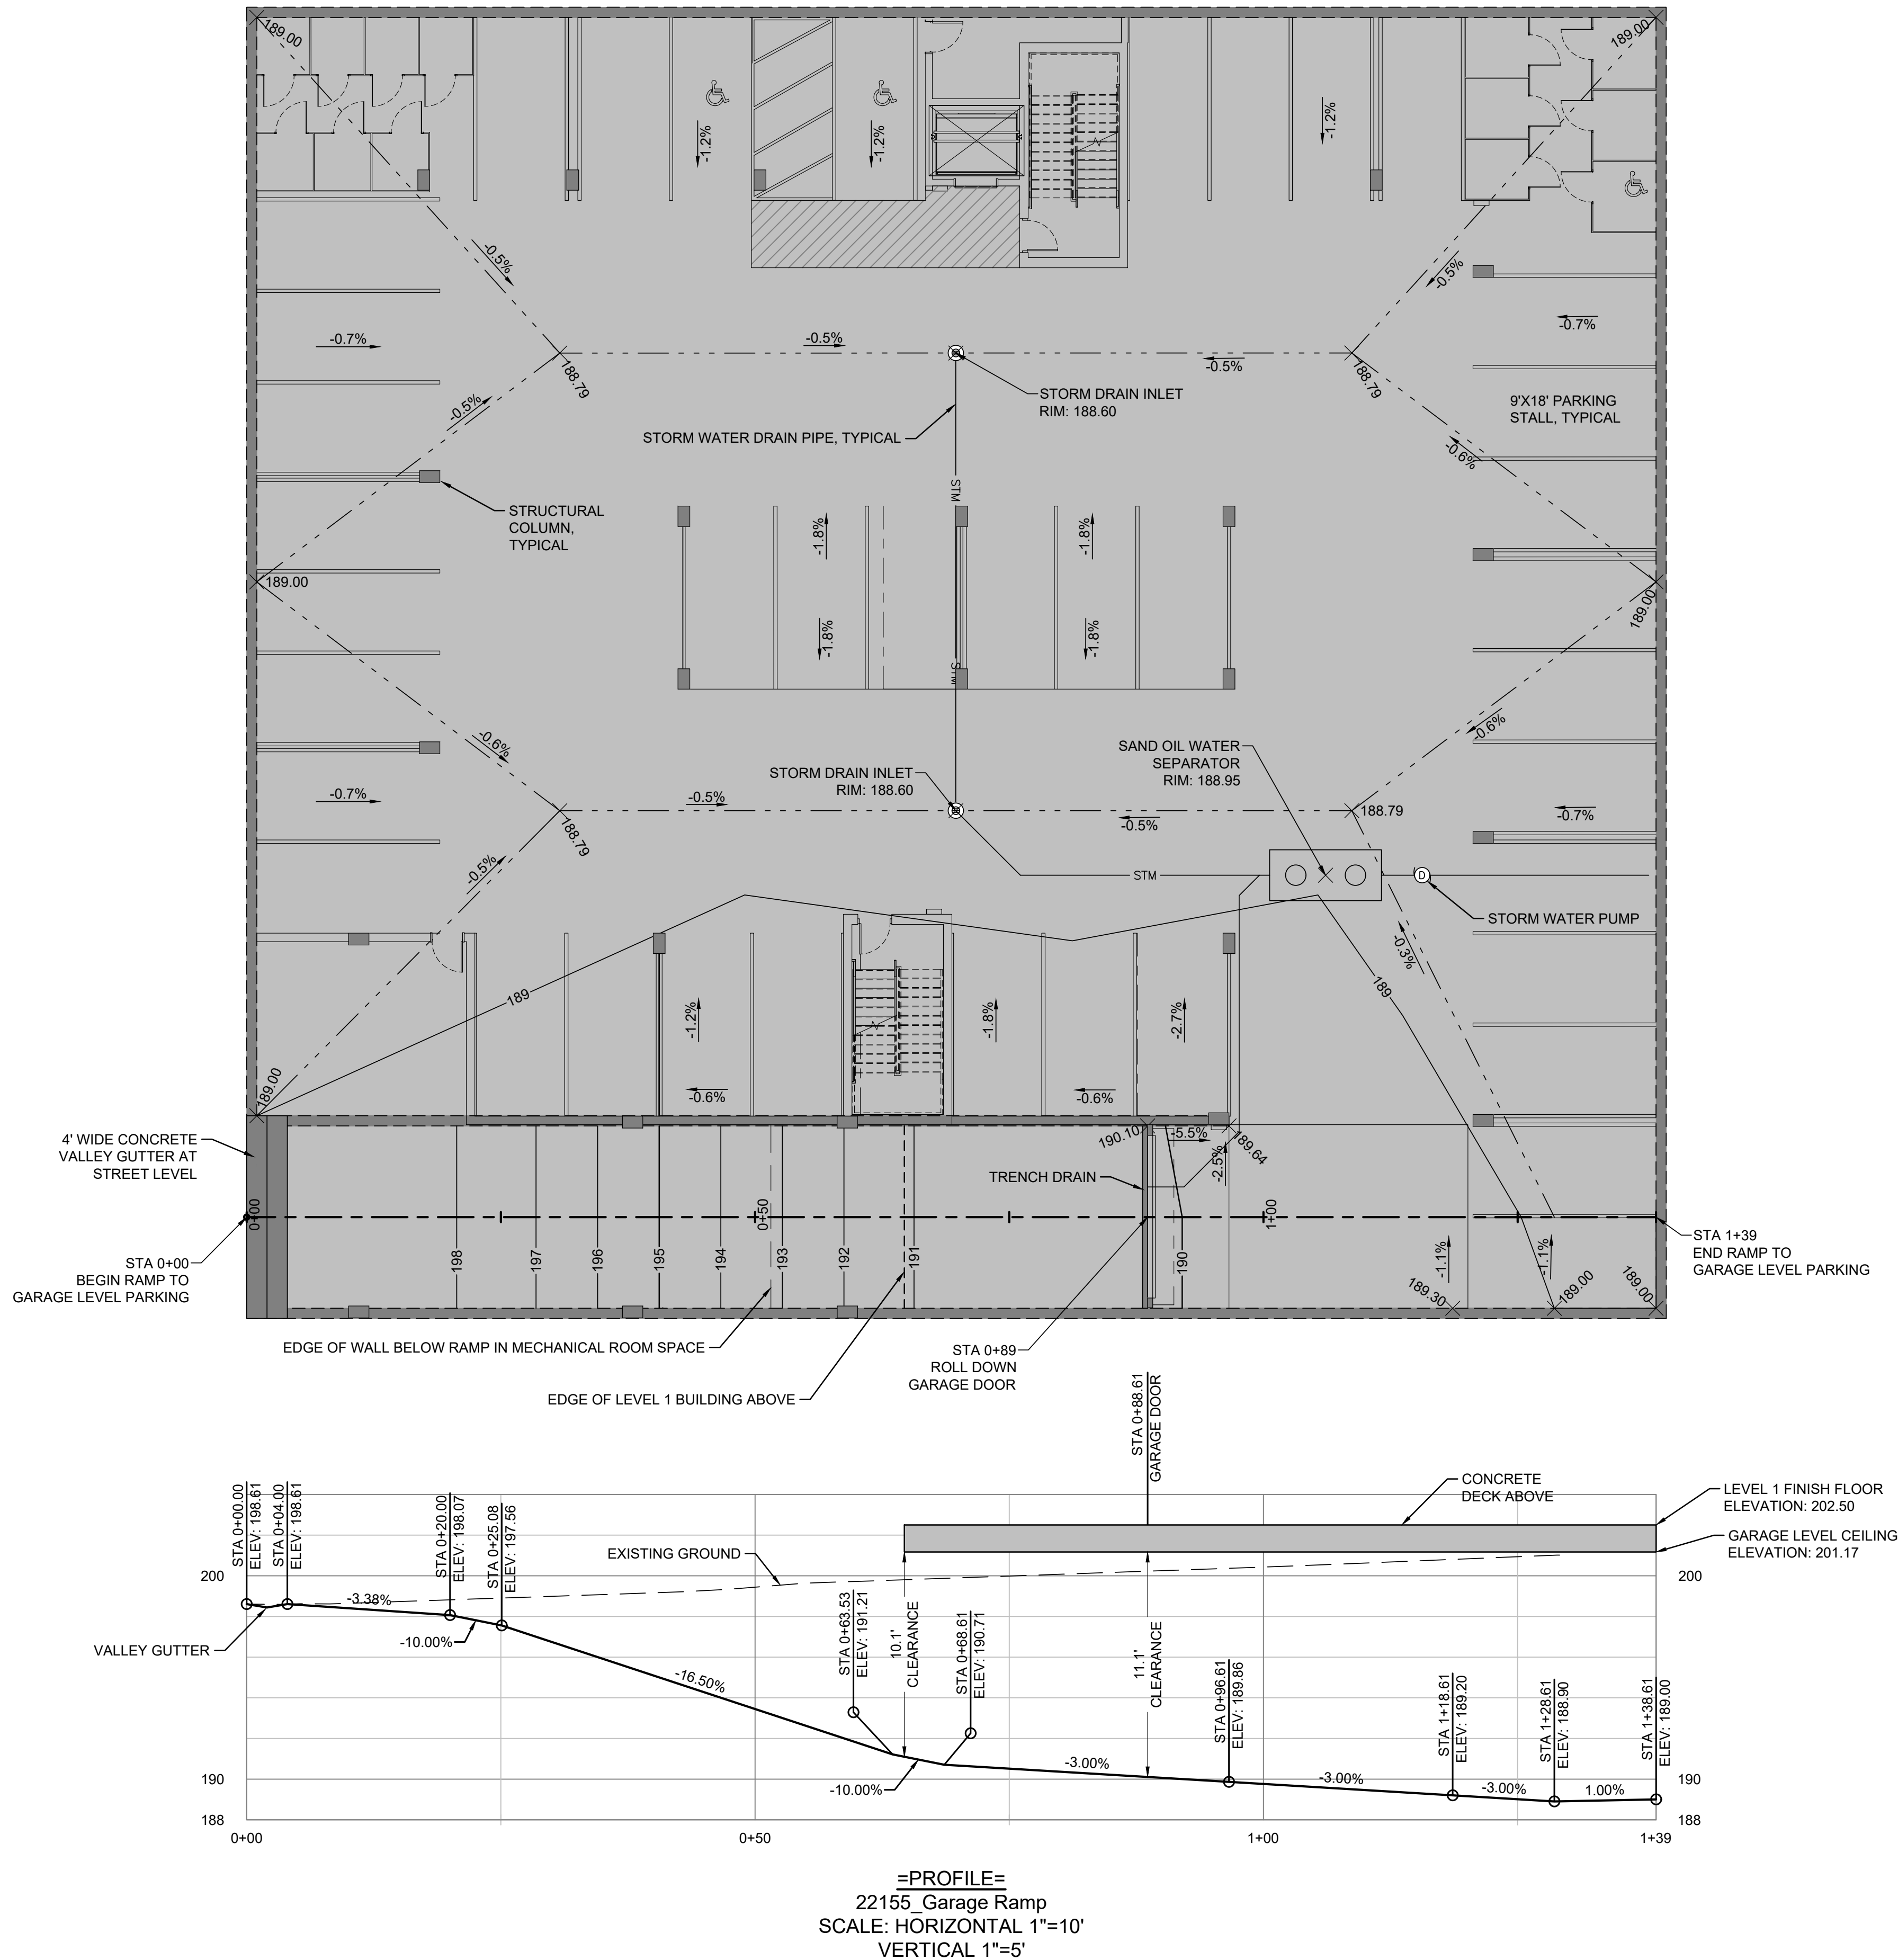 189.00
189.00
-1.2%
-1.2%
-1.2%
-0.5%
-0.5%
-0.7%
-0.5%
-0.5%
-0.7%
188.79
188.79
STORM DRAIN INLET
RIM: 188.60
9'X18' PARKING
STALL, TYPICAL
-0.5%
STORM WATER DRAIN PIPE, TYPICAL
-0.6%
STM
STRUCTURAL
COLUMN,
TYPICAL
-1.8%
-1.8%
189.00
189.00
-1.8%
-1.8%
STM
-0.6%
-0.6%
SAND OIL WATER
SEPARATOR
RIM: 188.95
STORM DRAIN INLET
RIM: 188.60
-0.7%
-0.5%
-0.5%
188.79
-0.7%
188.79
-0.5%
STM
D
STORM WATER PUMP
-0.3%
189
189
-1.2%
-1.8%
-2.7%
189.00
-0.6%
-0.6%
4' WIDE CONCRETE
VALLEY GUTTER AT
STREET LEVEL
190.10
-5.5%
189.64
-2.5%
TRENCH DRAIN
0+00
0+50
1+00
STA 0+00
BEGIN RAMP TO
GARAGE LEVEL PARKING
198
197
196
195
194
193
192
191
190
-1.1%
-1.1%
STA 1+39
END RAMP TO
GARAGE LEVEL PARKING
189.30
189.00
189.00
EDGE OF WALL BELOW RAMP IN MECHANICAL ROOM SPACE
STA 0+89
ROLL DOWN
GARAGE DOOR
EDGE OF LEVEL 1 BUILDING ABOVE
STA 0+88.61
GARAGE DOOR
CONCRETE
DECK ABOVE
LEVEL 1 FINISH FLOOR
ELEVATION: 202.50
GARAGE LEVEL CEILING
ELEVATION: 201.17
STA 0+00.00
ELEV: 198.61
STA 0+04.00
ELEV: 198.61
STA 0+20.00
ELEV: 198.07
STA 0+25.08
ELEV: 197.56
EXISTING GROUND
200
200
-3.38%
VALLEY GUTTER
-10.00%
-16.50%
STA 0+63.53
ELEV: 191.21
10.1'
CLEARANCE
STA 0+68.61
ELEV: 190.71
11.1'
CLEARANCE
STA 0+96.61
ELEV: 189.86
STA 1+18.61
ELEV: 189.20
STA 1+28.61
ELEV: 188.90
STA 1+38.61
ELEV: 189.00
190
-10.00%
-3.00%
-3.00%
-3.00%
1.00%
190
188
188
0+00
0+50
1+00
1+39
=PROFILE=
22155_Garage Ramp
SCALE: HORIZONTAL 1"=10'
VERTICAL 1"=5'